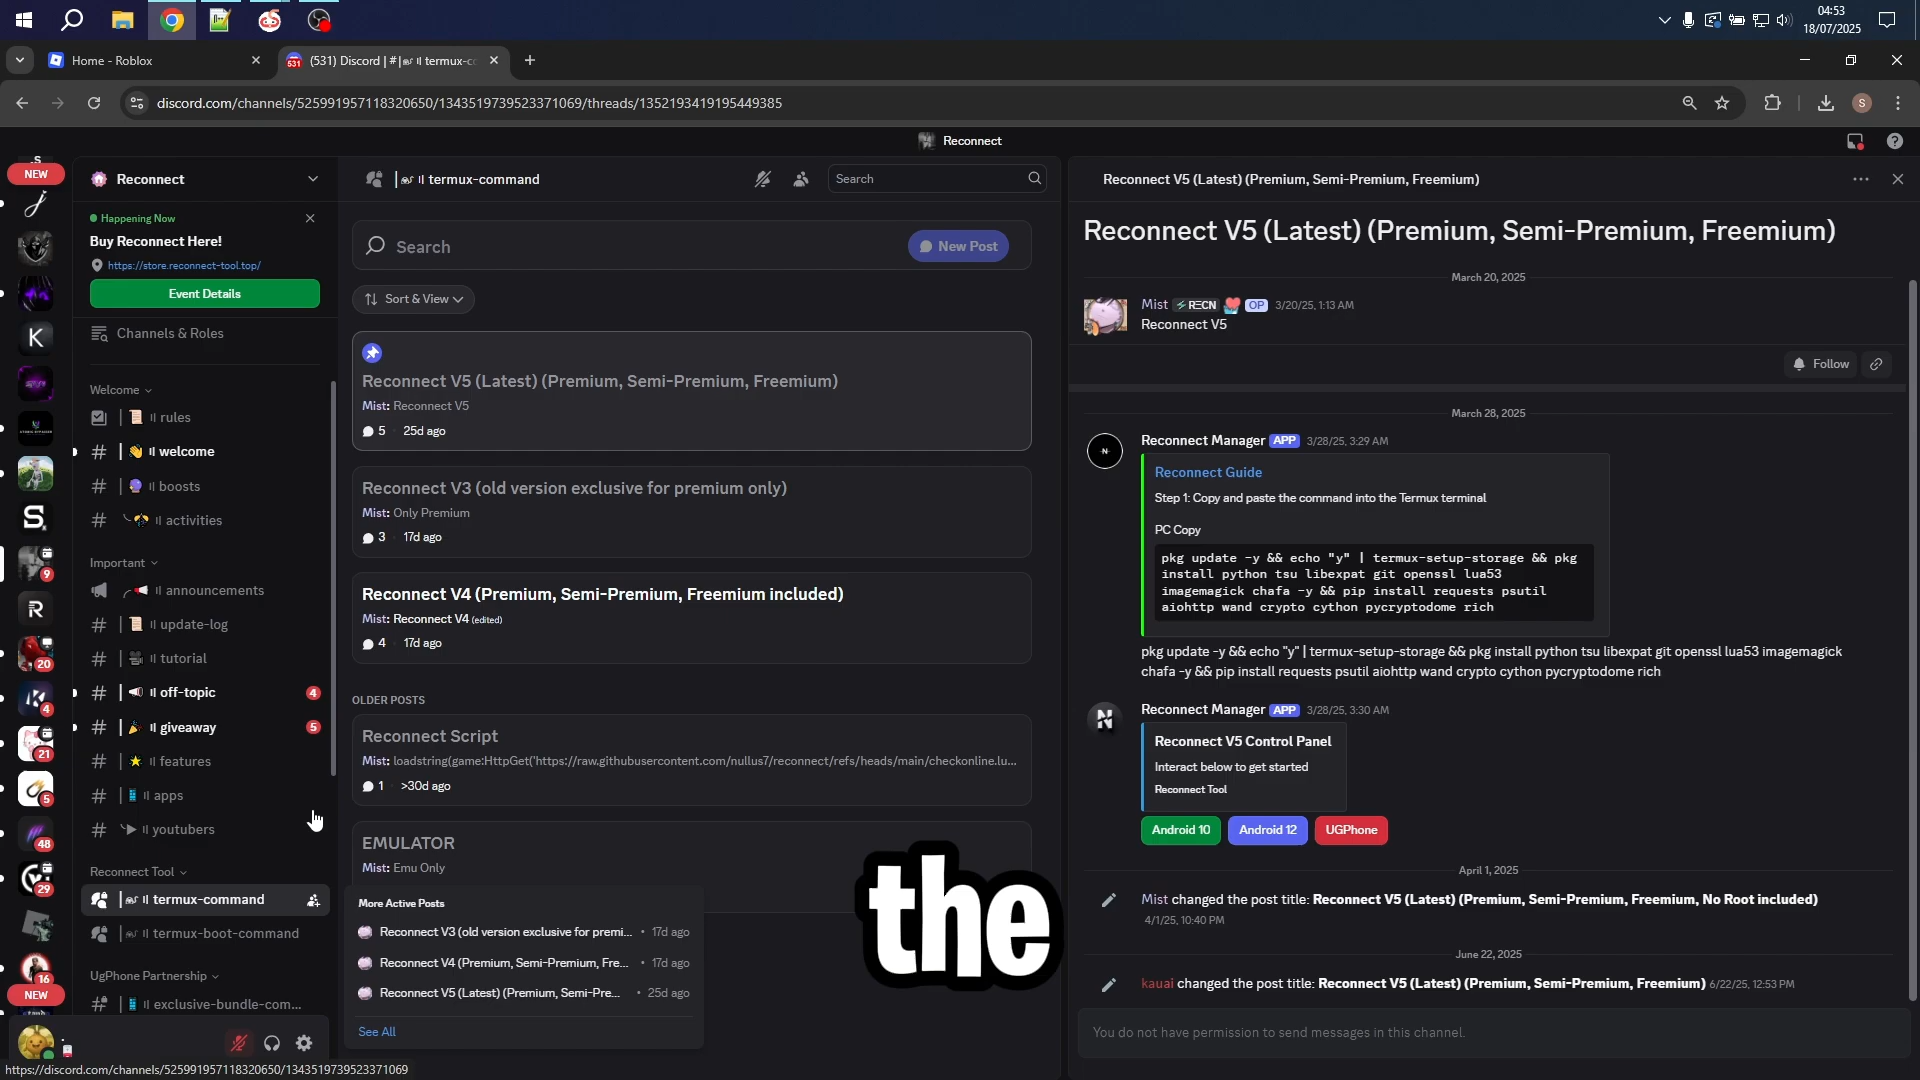 04:53
18/07/2025
Home - Roblox
(531) Discord | # | termux-c
discord.com/channels/525991957118320650/1343519739523371069/threads/1352193419195449385
S
Reconnect
NEW
Reconnect
Happening Now
Buy Reconnect Here!
https://store.reconnect-tool.top/
Event Details
Channels & Roles
Welcome
rules
welcome
boosts
activities
Important
announcements
update-log
tutorial
off-topic 4
giveaway 5
features
apps
youtubers
Reconnect Tool
termux-command
termux-boot-command
UgPhone Partnership
exclusive-bundle-com...
K
S.
9
R
20
4
21
5
48
29
16
NEW
https://discord.com/channels/525991957118320650/1343519739523371069
termux-command
Search
Search
New Post
Sort & View
Reconnect V5 (Latest) (Premium, Semi-Premium, Freemium)
Mist: Reconnect V5
5 · 25d ago
Reconnect V3 (old version exclusive for premium only)
Mist: Only Premium
3 · 17d ago
Reconnect V4 (Premium, Semi-Premium, Freemium included)
Mist: Reconnect V4 (edited)
4 · 17d ago
OLDER POSTS
Reconnect Script
Mist: loadstring(game:HttpGet('https://raw.githubusercontent.com/nullus7/reconnect/refs/heads/main/checkonline.lu...
1 · >30d ago
EMULATOR
Mist: Emu Only
More Active Posts
Reconnect V3 (old version exclusive for premi... • 17d ago
Reconnect V4 (Premium, Semi-Premium, Fre... • 17d ago
Reconnect V5 (Latest) (Premium, Semi-Pre... • 25d ago
See All
the
Reconnect V5 (Latest) (Premium, Semi-Premium, Freemium)
Reconnect V5 (Latest) (Premium, Semi-Premium, Freemium)
March 20, 2025
Mist RECN OP 3/20/25, 1:13 AM
Reconnect V5
Follow
March 28, 2025
Reconnect Manager APP 3/28/25, 3:29 AM
Reconnect Guide
Step 1: Copy and paste the command into the Termux terminal
PC Copy
pkg update -y && echo "y" | termux-setup-storage && pkg
install python tsu libexpat git openssl lua53
imagemagick chafa -y && pip install requests psutil
aiohttp wand crypto cython pycryptodome rich
pkg update -y && echo "y" | termux-setup-storage && pkg install python tsu libexpat git openssl lua53 imagemagick
chafa -y && pip install requests psutil aiohttp wand crypto cython pycryptodome rich
Reconnect Manager APP 3/28/25, 3:30 AM
Reconnect V5 Control Panel
Interact below to get started
Reconnect Tool
Android 10
Android 12
UGPhone
April 1, 2025
Mist changed the post title: Reconnect V5 (Latest) (Premium, Semi-Premium, Freemium, No Root included)
4/1/25, 10:40 PM
June 22, 2025
kauai changed the post title: Reconnect V5 (Latest) (Premium, Semi-Premium, Freemium) 6/22/25, 12:53 PM
You do not have permission to send messages in this channel.